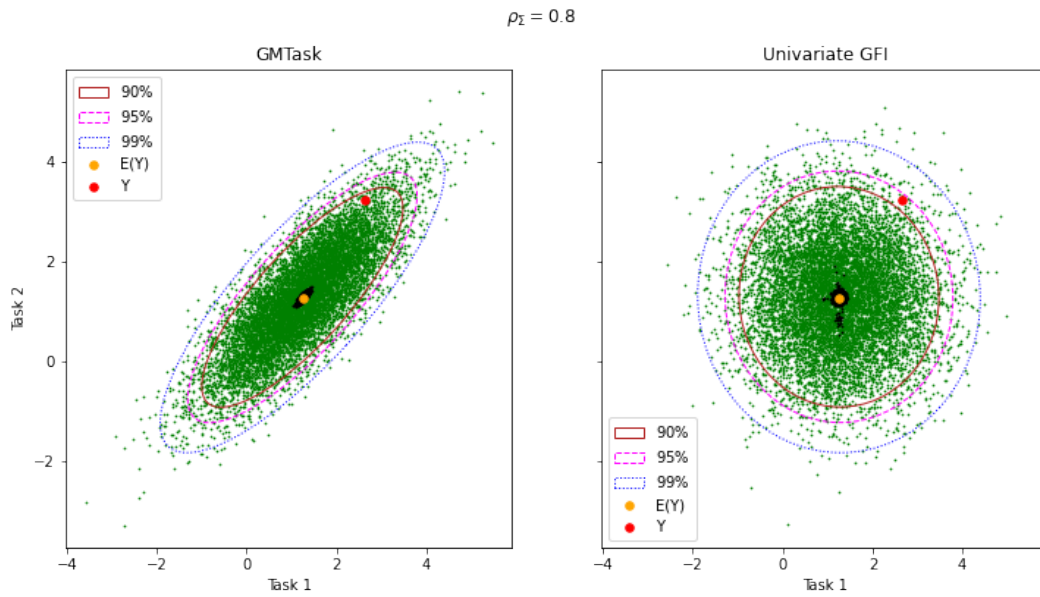 ρ_Σ = 0.8
GMTask
90%
95%
99%
E(Y)
Y
Task 2
4
2
0
−2
−4
−2
0
2
4
Task 1
Univariate GFI
90%
95%
99%
E(Y)
Y
−4
−2
0
2
4
Task 1